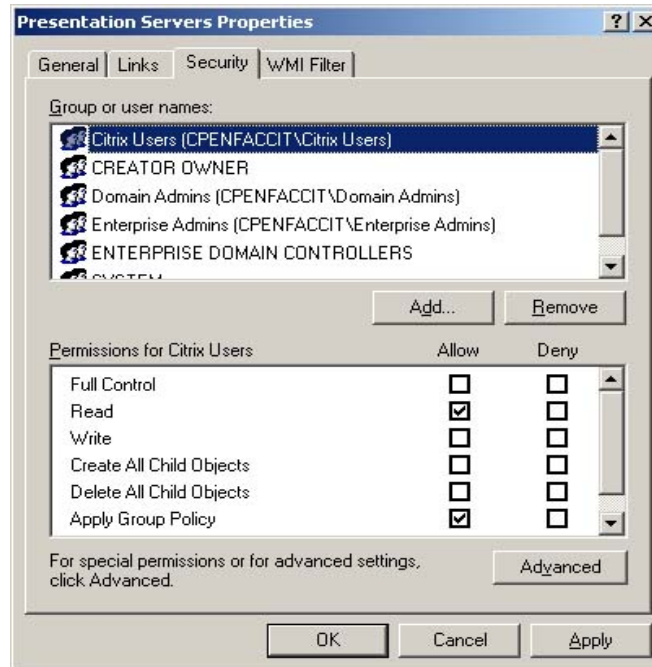 Presentation Servers Properties
General Links Security WMI Filter
Group or user names:
Citrix Users (CPENFACCIT\Citrix Users)
CREATOR OWNER
Domain Admins (CPENFACCIT\Domain Admins)
Enterprise Admins (CPENFACCIT\Enterprise Admins)
ENTERPRISE DOMAIN CONTROLLERS
SYSTEM
Add... Remove
Permissions for Citrix Users Allow Deny
Full Control
Read
Write
Create All Child Objects
Delete All Child Objects
Apply Group Policy
For special permissions or for advanced settings,
click Advanced.
Advanced
OK Cancel Apply